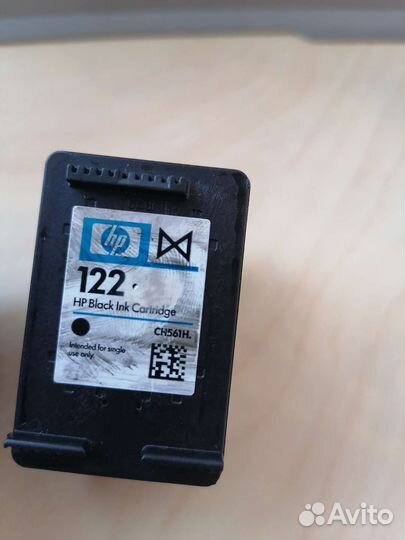 hp
122
HP Black Ink Cartridge
CH561H.
Intended for single
use only.
Avito